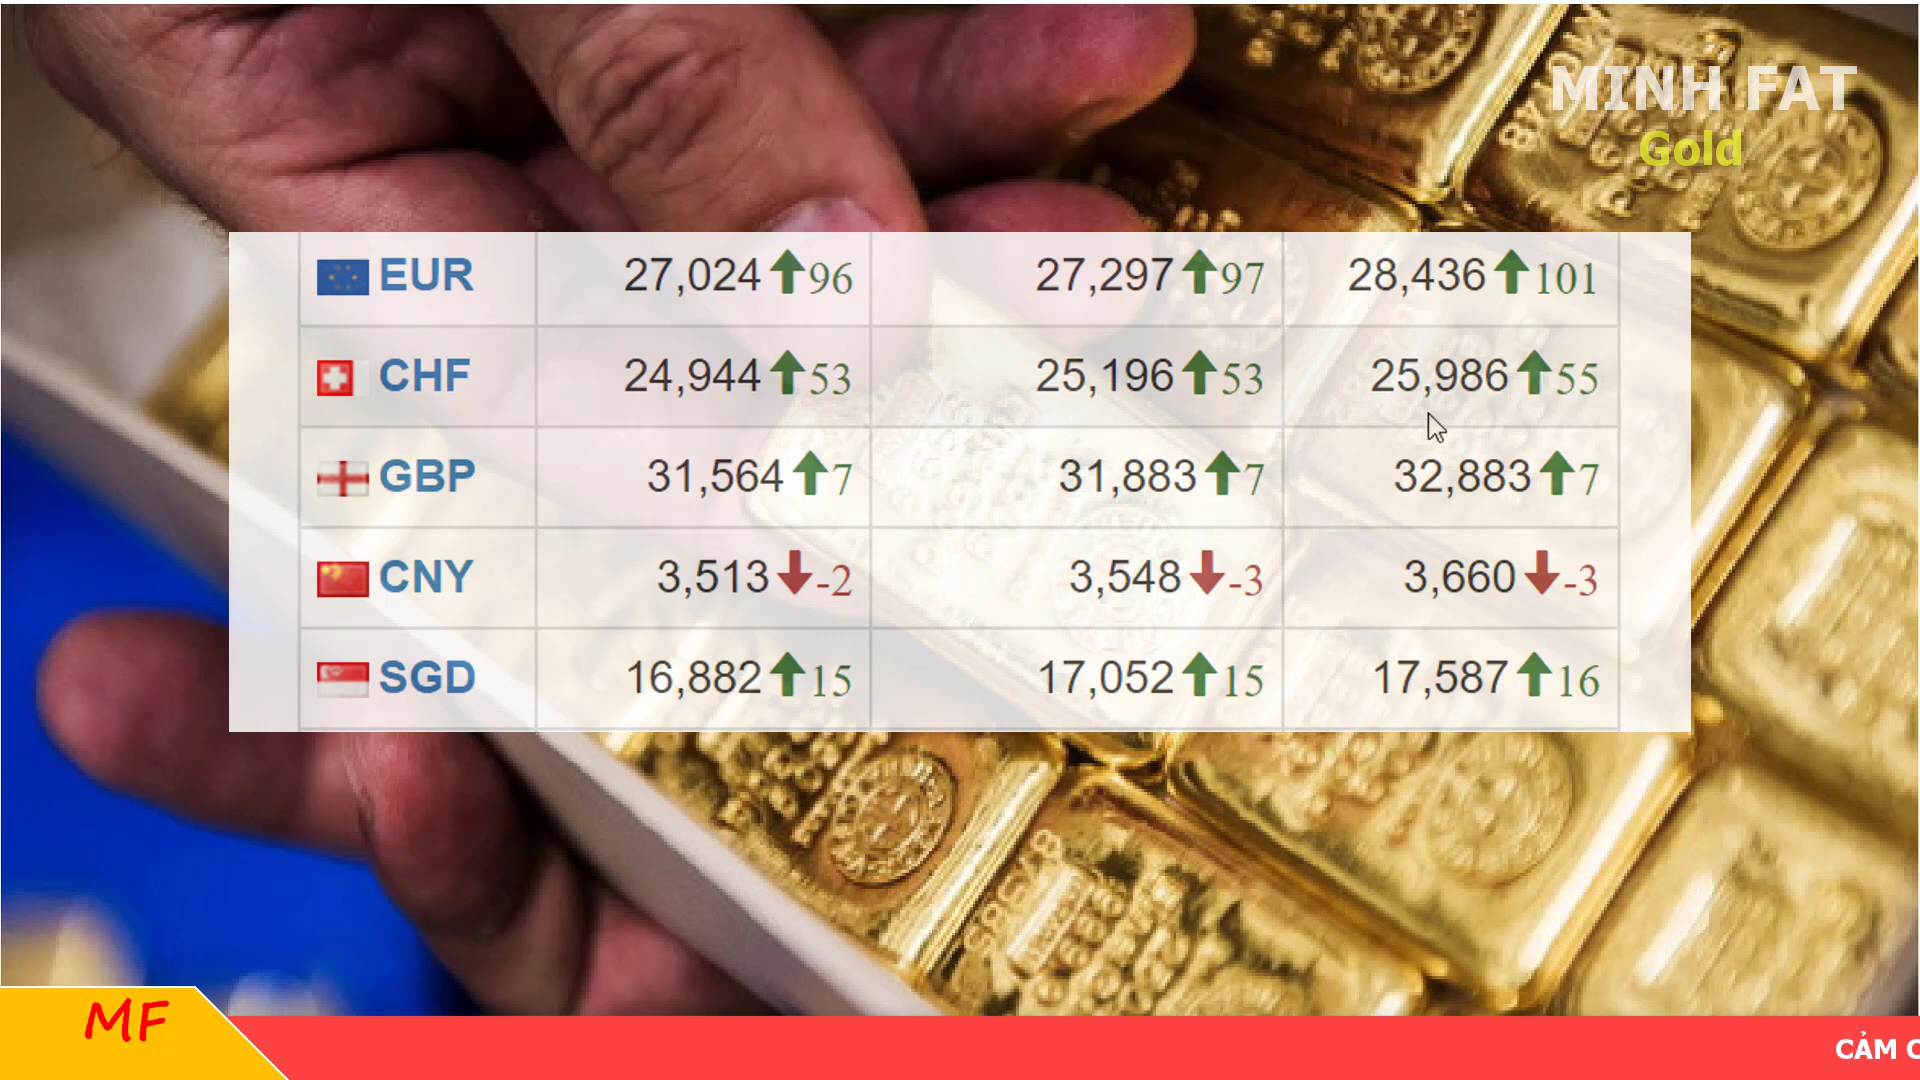 MINH FAT
Gold
EUR 27,024 96 27,297 97 28,436 101
CHF 24,944 53 25,196 53 25,986 55
GBP 31,564 7 31,883 7 32,883 7
CNY 3,513 -2 3,548 -3 3,660 -3
SGD 16,882 15 17,052 15 17,587 16
MF
CẢM